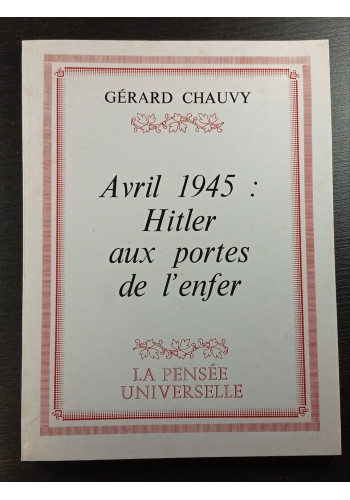 GÉRARD CHAUVY
Avril 1945 :
Hitler
aux portes
de l'enfer
LA PENSÉE
UNIVERSELLE